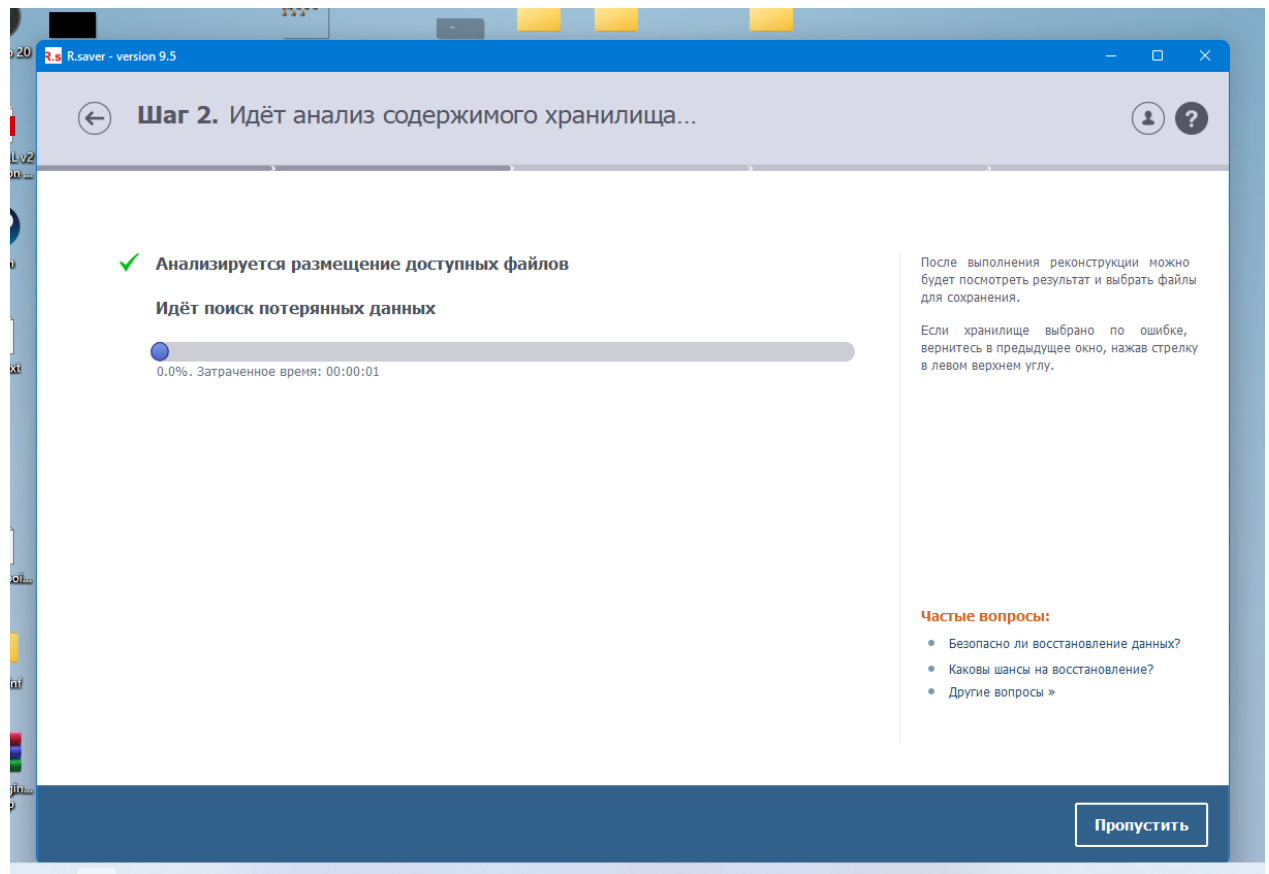 R.s R.saver - version 9.5
20
Шаг 2. Идёт анализ содержимого хранилища...
Анализируется размещение доступных файлов
Идёт поиск потерянных данных
0.0%. Затраченное время: 00:00:01
После выполнения реконструкции можно
будет посмотреть результат и выбрать файлы
для сохранения.
Если хранилище выбрано по ошибке,
вернитесь в предыдущее окно, нажав стрелку
в левом верхнем углу.
Частые вопросы:
Безопасно ли восстановление данных?
Каковы шансы на восстановление?
Другие вопросы »
Пропустить